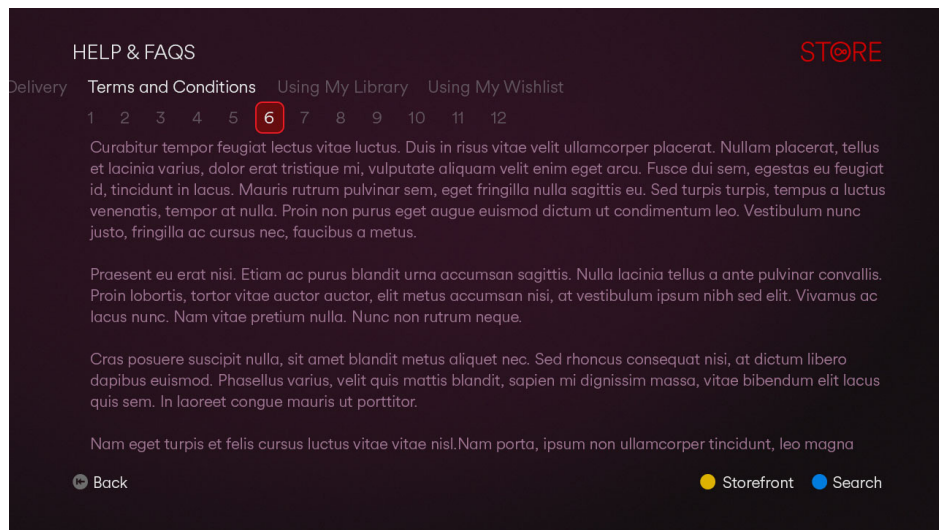 HELP & FAQS
STORE
Delivery Terms and Conditions Using My Library Using My Wishlist
1 2 3 4 5 6 7 8 9 10 11 12
Curabitur tempor feugiat lectus vitae luctus. Duis in risus vitae velit ullamcorper placerat. Nullam placerat, tellus
et lacinia varius, dolor erat tristique mi, vulputate aliquam velit enim eget arcu. Fusce dui sem, egestas eu feugiat
id, tincidunt in lacus. Mauris rutrum pulvinar sem, eget fringilla nulla sagittis eu. Sed turpis turpis, tempus a luctus
venenatis, tempor at nulla. Proin non purus eget augue euismod dictum ut condimentum leo. Vestibulum nunc
justo, fringilla ac cursus nec, faucibus a metus.
Praesent eu erat nisi. Etiam ac purus blandit urna accumsan sagittis. Nulla lacinia tellus a ante pulvinar convallis.
Proin lobortis, tortor vitae auctor auctor, elit metus accumsan nisi, at vestibulum ipsum nibh sed elit. Vivamus ac
lacus nunc. Nam vitae pretium nulla. Nunc non rutrum neque.
Cras posuere suscipit nulla, sit amet blandit metus aliquet nec. Sed rhoncus consequat nisi, at dictum libero
dapibus euismod. Phasellus varius, velit quis mattis blandit, sapien mi dignissim massa, vitae bibendum elit lacus
quis sem. In laoreet congue mauris ut porttitor.
Nam eget turpis et felis cursus luctus vitae vitae nisl.Nam porta, ipsum non ullamcorper tincidunt, leo magna
Back
Storefront Search